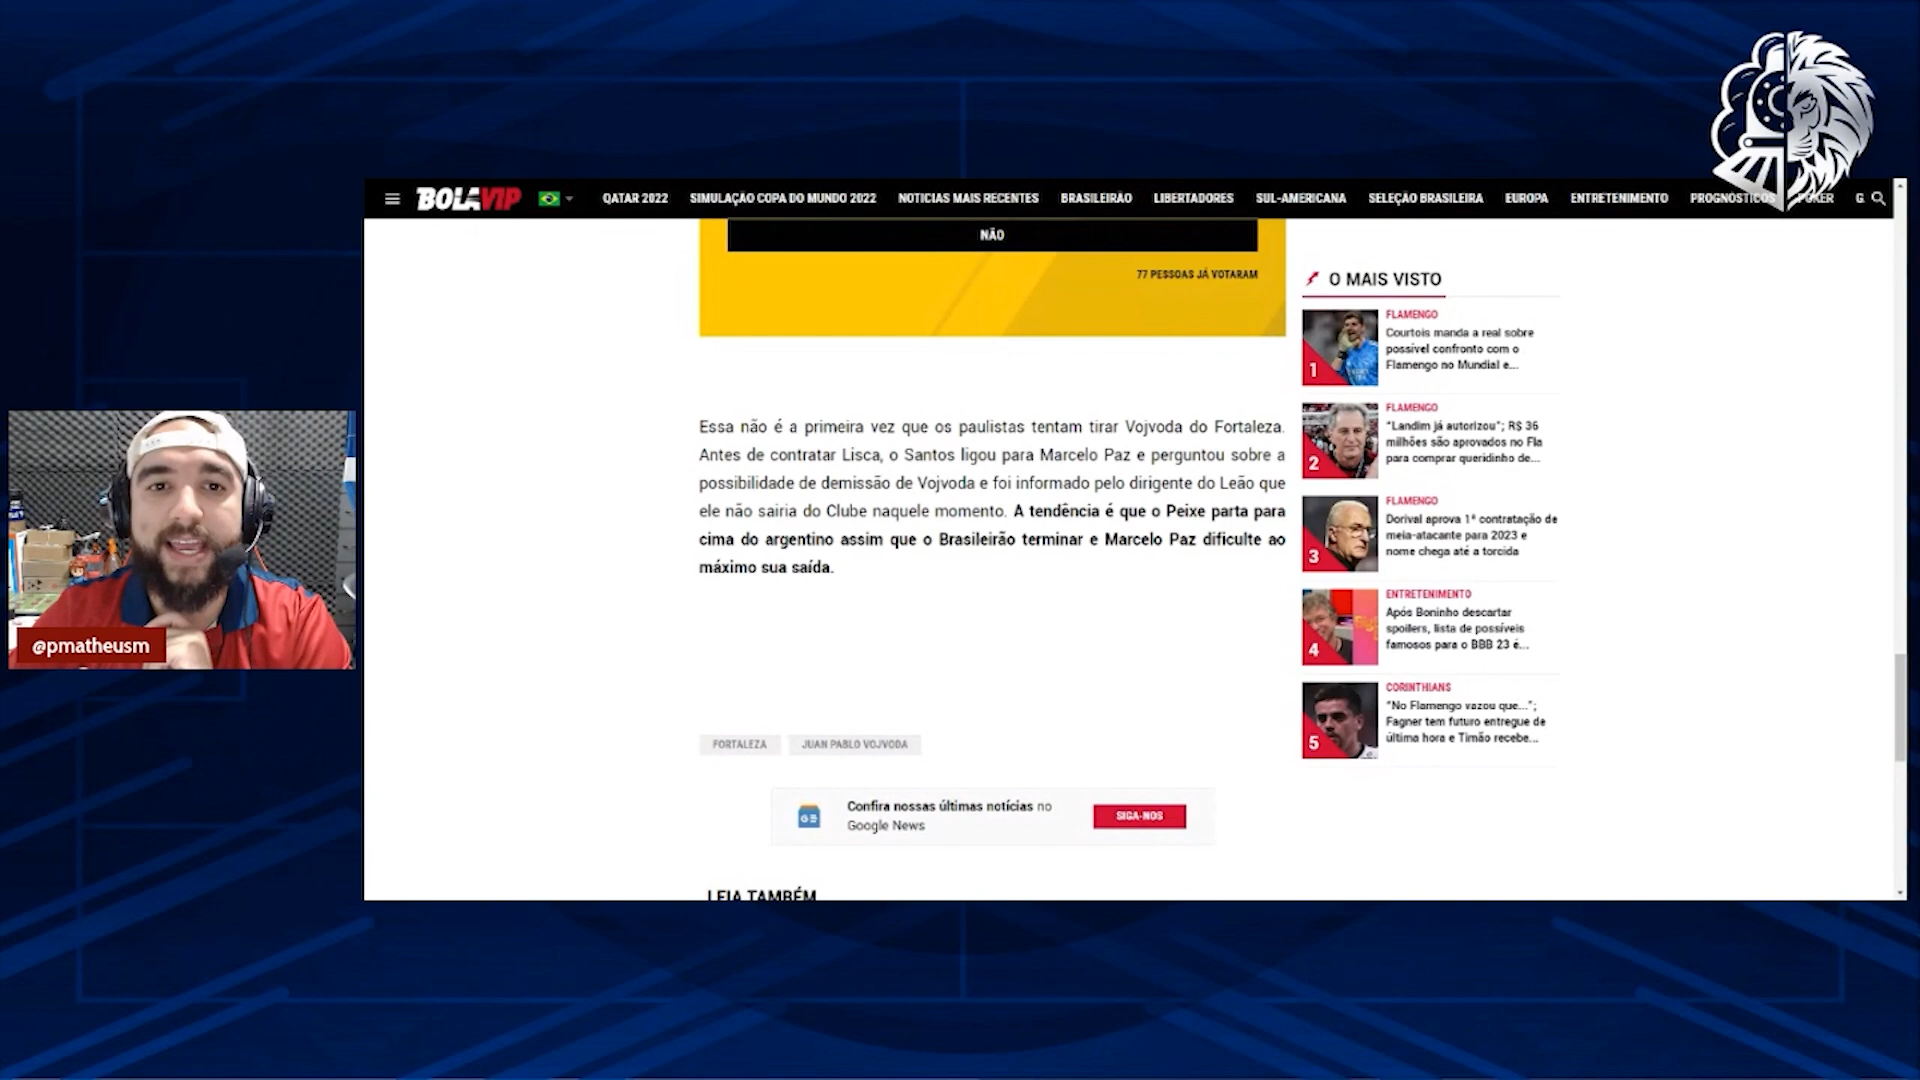 BOLAVIP
QATAR 2022
SIMULAÇÃO COPA DO MUNDO 2022
NOTICIAS MAIS RECENTES
BRASILEIRÃO
LIBERTADORES
SUL-AMERICANA
SELEÇÃO BRASILEIRA
EUROPA
ENTRETENIMENTO
PROGNÓSTICOS
NÃO
77 PESSOAS JÁ VOTARAM
Essa não é a primeira vez que os paulistas tentam tirar Vojvoda do Fortaleza.
Antes de contratar Lisca, o Santos ligou para Marcelo Paz e perguntou sobre a
possibilidade de demissão de Vojvoda e foi informado pelo dirigente do Leão que
ele não sairia do Clube naquele momento. A tendência é que o Peixe parta para
cima do argentino assim que o Brasileirão terminar e Marcelo Paz dificulte ao
máximo sua saída.
FORTALEZA
JUAN PABLO VOJVODA
Confira nossas últimas notícias no
Google News
SIGA-NOS
LEIA TAMBÉM
O MAIS VISTO
1
FLAMENGO
Courtois manda a real sobre
possível confronto com o
Flamengo no Mundial e...
2
FLAMENGO
"Landim já autorizou"; R$ 36
milhões são aprovados no Fla
para comprar queridinho de...
3
FLAMENGO
Dorival aprova 1ª contratação de
meia-atacante para 2023 e
nome chega até a torcida
4
ENTRETENIMENTO
Após Boninho descartar
spoilers, lista de possíveis
famosos para o BBB 23 é...
5
CORINTHIANS
"No Flamengo vazou que...";
Fagner tem futuro entregue de
última hora e Timão recebe...
@pmatheusm